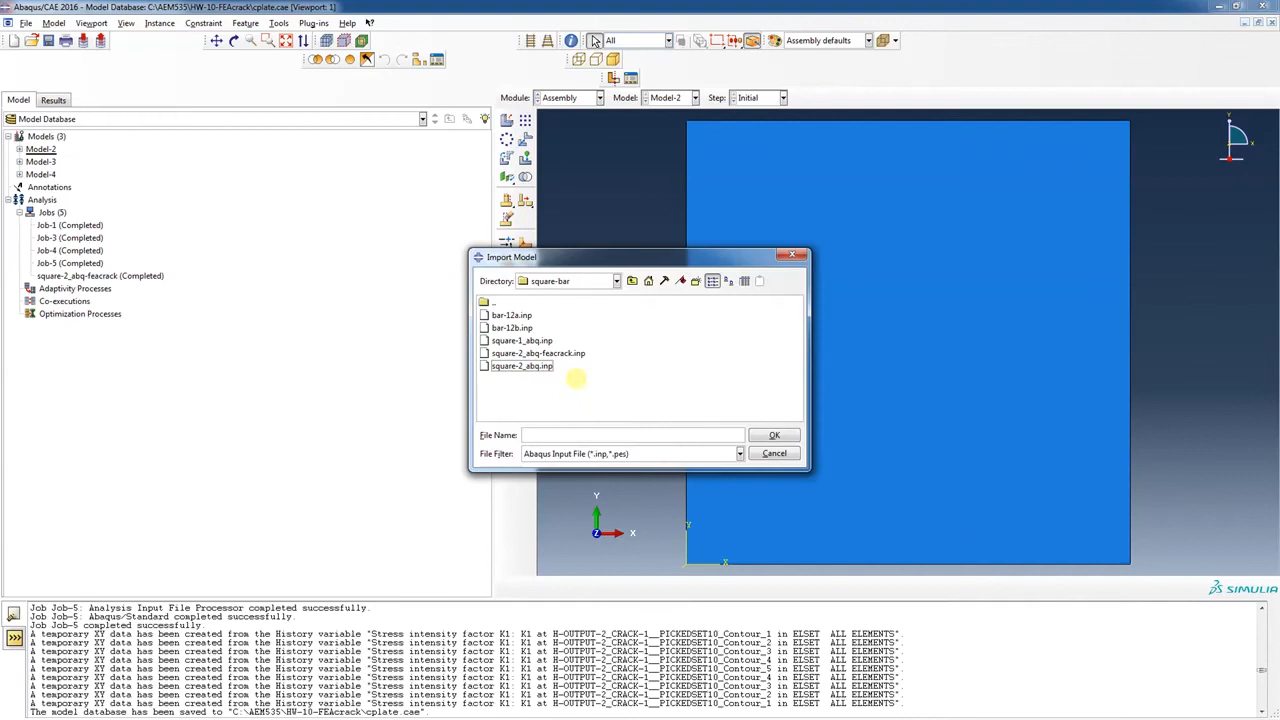 Abaqus/CAE 2016 - Model Database: C:\AEM535\HW-10-FEAcrack\cplate.cae [Viewport: 1]
File Model Viewport View Instance Constraint Feature Tools Plug-ins Help
All Assembly defaults
Model Results
Module: Assembly Model: Model-2 Step: Initial
Model Database
Models (3)
Model-2
Model-3
Model-4
Annotations
Analysis
Jobs (5)
Job-1 (Completed)
Job-3 (Completed)
Job-4 (Completed)
Job-5 (Completed)
square-2_abq-feacrack (Completed)
Adaptivity Processes
Co-executions
Optimization Processes
Y
X
Import Model
Directory: square-bar
..
bar-12a.inp
bar-12b.inp
square-1_abq.inp
square-2_abq-feacrack.inp
square-2_abq.inp
File Name: OK
File Filter: Abaqus Input File (*.inp,*.pes) Cancel
Y
Z X
Y
X
SIMULIA
Job Job-5: Analysis Input File Processor completed successfully.
Job Job-5: Abaqus/Standard completed successfully.
Job Job-5 completed successfully.
A temporary XY data has been created from the History variable "Stress intensity factor K1: K1 at H-OUTPUT-2_CRACK-1__PICKEDSET10_Contour_1 in ELSET  ALL ELEMENTS".
A temporary XY data has been created from the History variable "Stress intensity factor K1: K1 at H-OUTPUT-2_CRACK-1__PICKEDSET10_Contour_2 in ELSET  ALL ELEMENTS".
A temporary XY data has been created from the History variable "Stress intensity factor K1: K1 at H-OUTPUT-2_CRACK-1__PICKEDSET10_Contour_3 in ELSET  ALL ELEMENTS".
A temporary XY data has been created from the History variable "Stress intensity factor K1: K1 at H-OUTPUT-2_CRACK-1__PICKEDSET10_Contour_4 in ELSET  ALL ELEMENTS".
A temporary XY data has been created from the History variable "Stress intensity factor K1: K1 at H-OUTPUT-2_CRACK-1__PICKEDSET10_Contour_5 in ELSET  ALL ELEMENTS".
A temporary XY data has been created from the History variable "Stress intensity factor K1: K1 at H-OUTPUT-2_CRACK-1__PICKEDSET10_Contour_4 in ELSET  ALL ELEMENTS".
A temporary XY data has been created from the History variable "Stress intensity factor K1: K1 at H-OUTPUT-2_CRACK-1__PICKEDSET10_Contour_3 in ELSET  ALL ELEMENTS".
A temporary XY data has been created from the History variable "Stress intensity factor K1: K1 at H-OUTPUT-2_CRACK-1__PICKEDSET10_Contour_2 in ELSET  ALL ELEMENTS".
A temporary XY data has been created from the History variable "Stress intensity factor K1: K1 at H-OUTPUT-2_CRACK-1__PICKEDSET10_Contour_1 in ELSET  ALL ELEMENTS".
The model database has been saved to "C:\AEM535\HW-10-FEAcrack\cplate.cae".